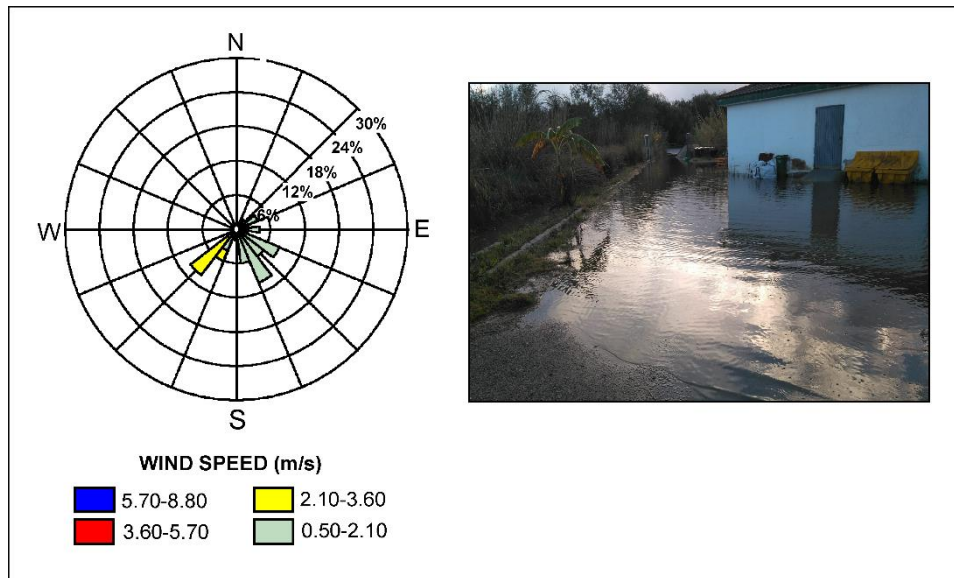 N
30%
24%
18%
12%
6%
W
E
S
WIND SPEED (m/s)
5.70-8.80
2.10-3.60
3.60-5.70
0.50-2.10